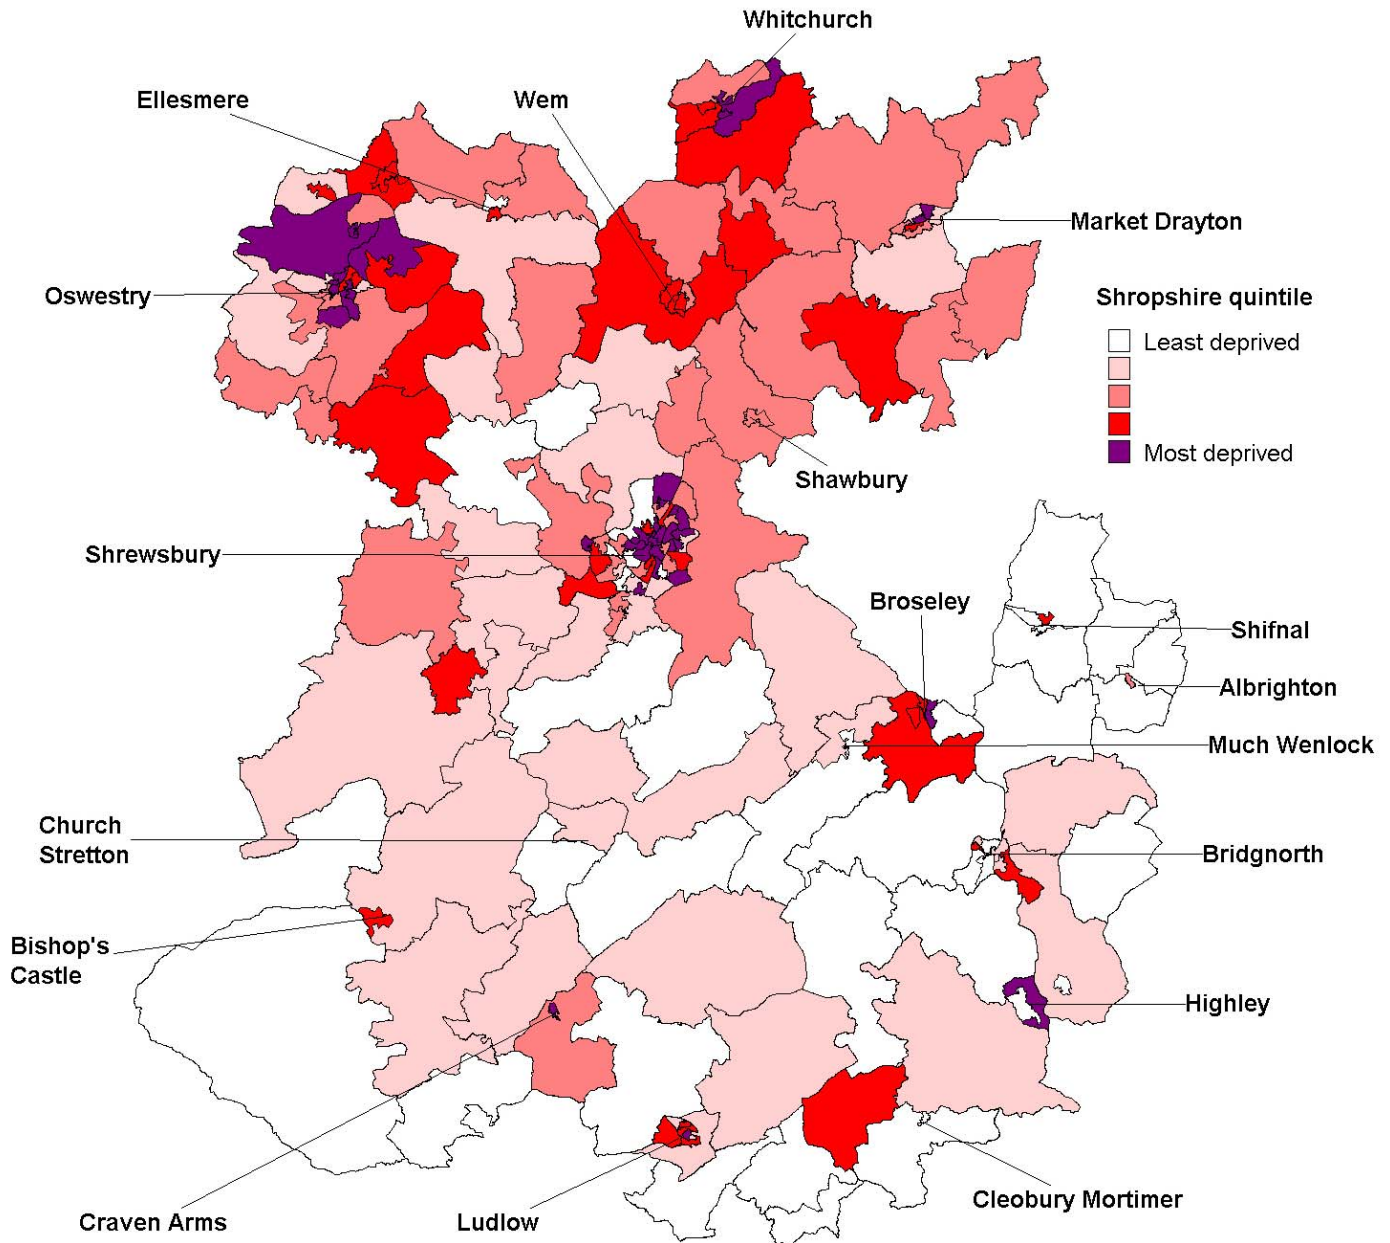 Whitchurch
Ellesmere
Wem
Market Drayton
Oswestry
Shropshire quintile
Least deprived
Most deprived
Shawbury
Shrewsbury
Broseley
Shifnal
Albrighton
Much Wenlock
Church
Stretton
Bridgnorth
Bishop's
Castle
Highley
Cleobury Mortimer
Craven Arms
Ludlow